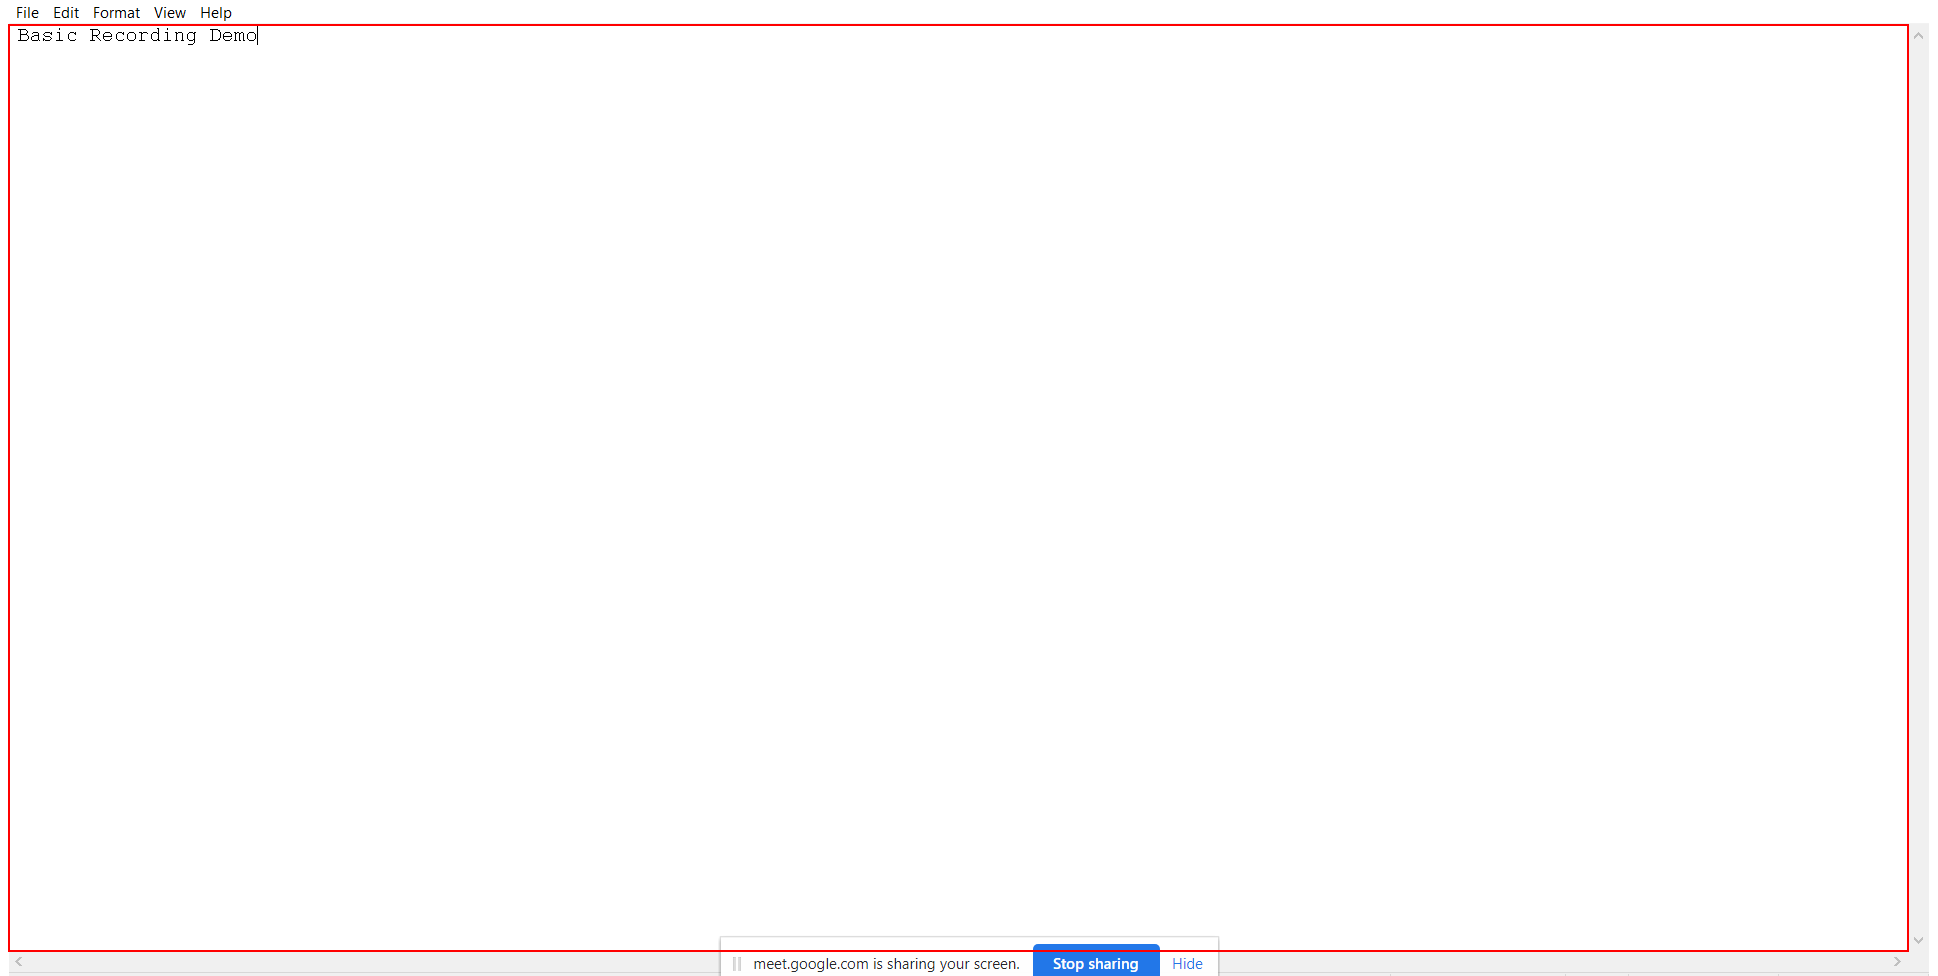 File Edit Format View Help
Basic Recording Demo
meet.google.com is sharing your screen. Stop sharing Hide